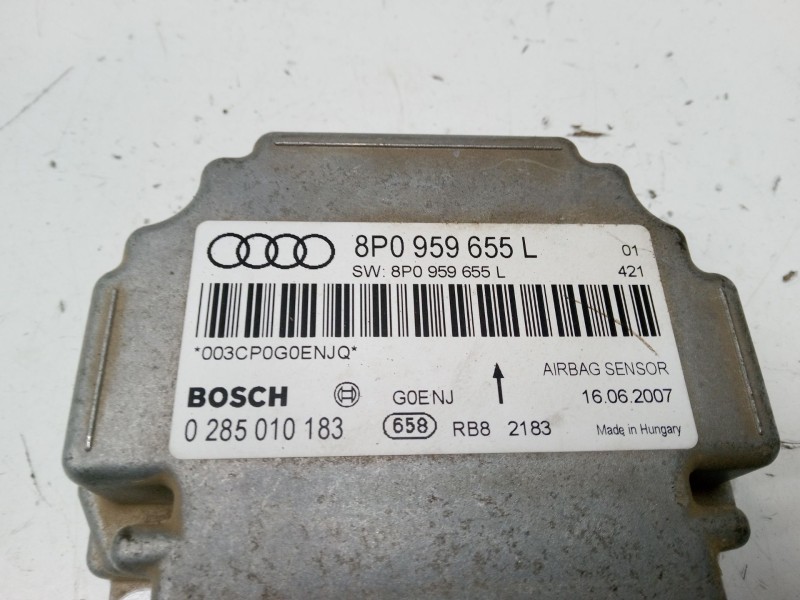 8P0 959 655 L 01
SW: 8P0 959 655 L 421
*003CP0G0ENJQ*
AIRBAG SENSOR
BOSCH G0ENJ 16.06.2007
0 285 010 183 658 RB8 2183 Made in Hungary